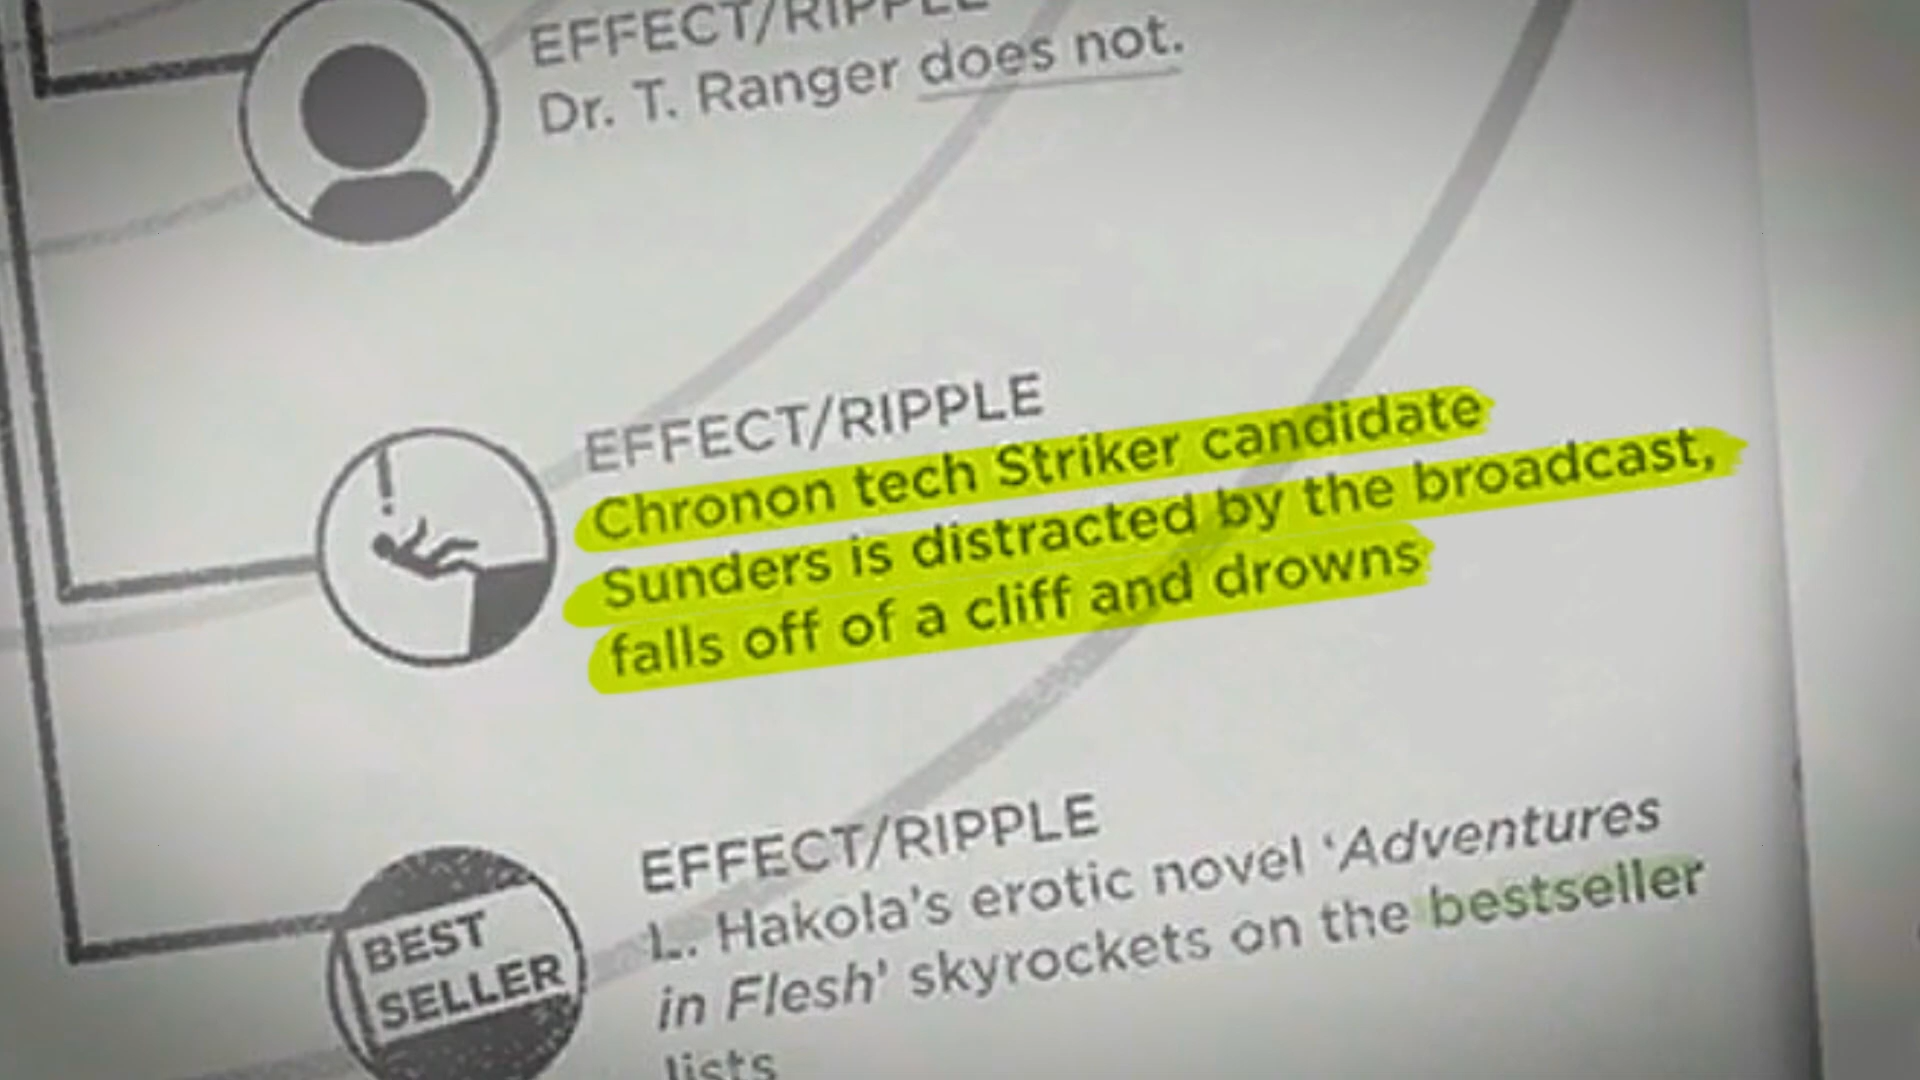 EFFECT/RIPPLE
Dr. T. Ranger does not.
EFFECT/RIPPLE
Chronon tech Striker candidate
Sunders is distracted by the broadcast,
falls off of a cliff and drowns
EFFECT/RIPPLE
L. Hakola's erotic novel ‘Adventures
in Flesh’ skyrockets on the bestseller
lists
BEST
SELLER